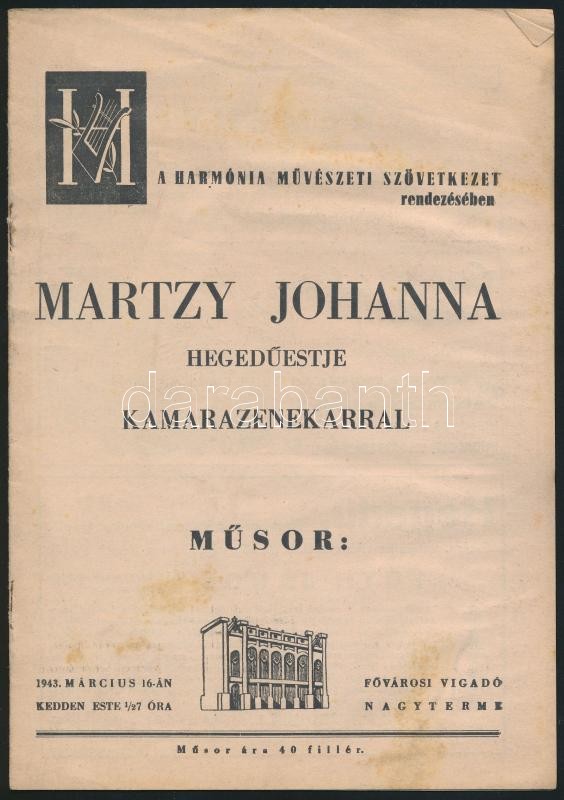 H
A HARMÓNIA MŰVÉSZETI SZÖVETKEZET
rendezésében
MARTZY JOHANNA
HEGEDŰESTJE
darabanth
KAMARAZENEKARRAL
MŰSOR:
1943. MÁRCIUS 16-ÁN
KEDDEN ESTE 1/27 ÓRA
FŐVÁROSI VIGADÓ
NAGYTERME
Műsor ára 40 fillér.